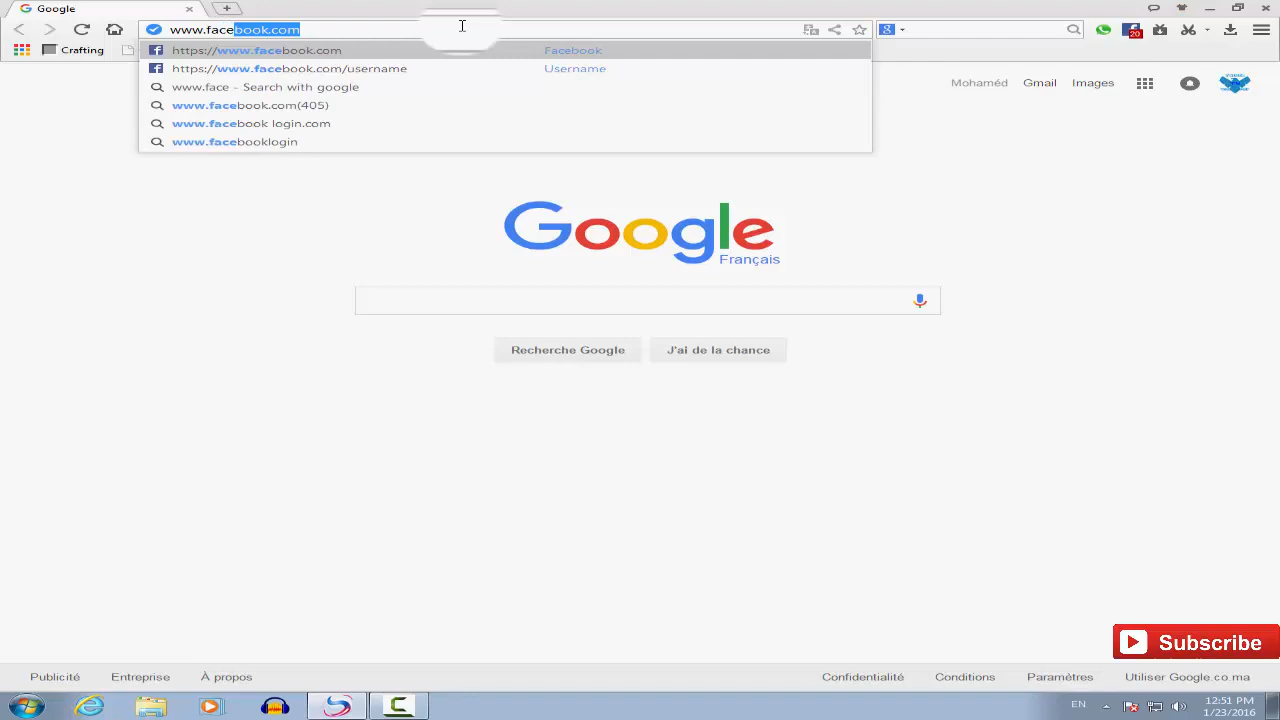 Google
www.facebook.com
20
Crafting
https://www.facebook.com Facebook
https://www.facebook.com/username Username
www.face - Search with google
www.facebook.com(405)
www.facebook login.com
www.facebooklogin
Mohaméd Gmail Images
Google
Français
Recherche Google J'ai de la chance
Subscribe
Publicité Entreprise À propos Confidentialité Conditions Paramètres Utiliser Google.co.ma
EN 12:51 PM
1/23/2016